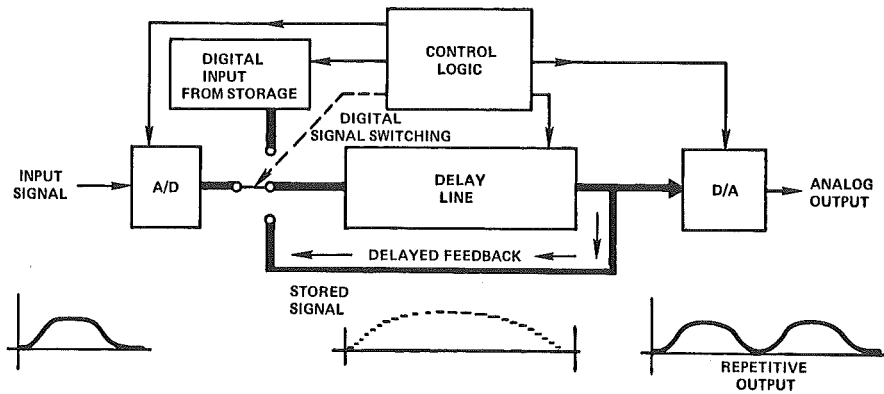 DIGITAL
INPUT
FROM STORAGE
CONTROL
LOGIC
DIGITAL
SIGNAL SWITCHING
INPUT
SIGNAL
A/D
DELAY
LINE
D/A
ANALOG
OUTPUT
DELAYED FEEDBACK
STORED
SIGNAL
REPETITIVE
OUTPUT